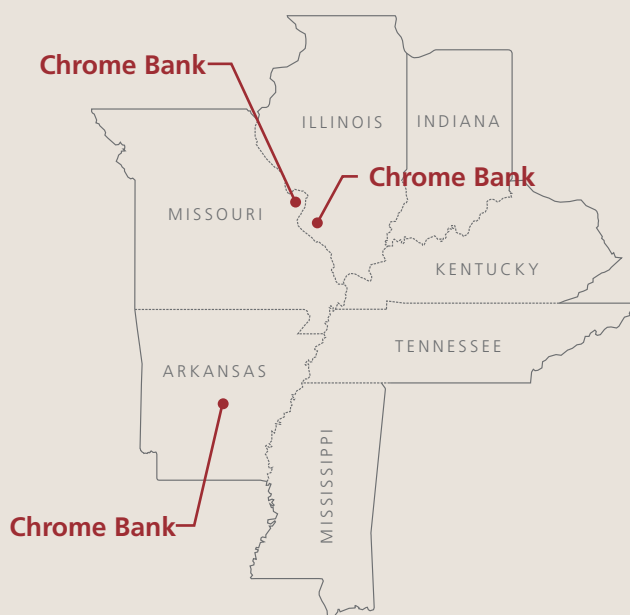 Chrome Bank
ILLINOIS
INDIANA
Chrome Bank
MISSOURI
KENTUCKY
TENNESSEE
ARKANSAS
MISSISSIPPI
Chrome Bank